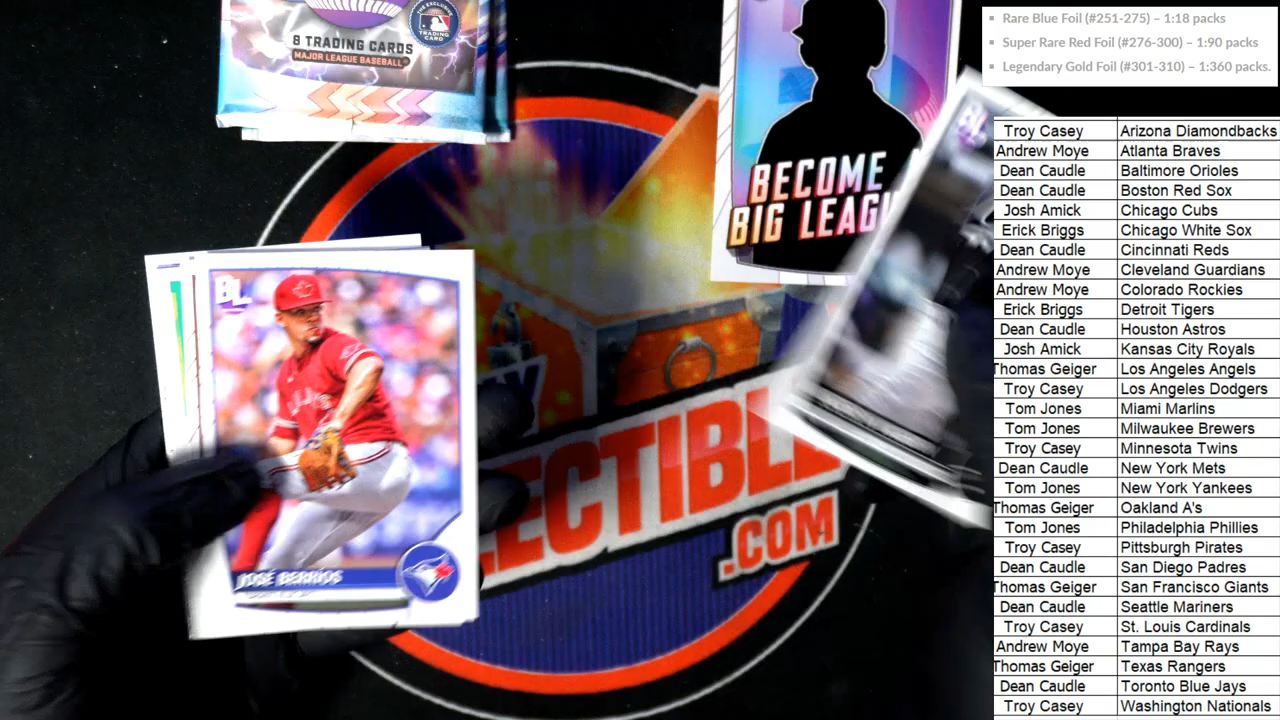 8 TRADING CARDS
MAJOR LEAGUE BASEBALL
BECOME
BIG LEAGU
BL
JOSÉ BERRÍOS
ECTIBLE
.COM
Rare Blue Foil (#251-275) – 1:18 packs
Super Rare Red Foil (#276-300) – 1:90 packs
Legendary Gold Foil (#301-310) – 1:360 packs.
Troy Casey Arizona Diamondbacks
Andrew Moye Atlanta Braves
Dean Caudle Baltimore Orioles
Dean Caudle Boston Red Sox
Josh Amick Chicago Cubs
Erick Briggs Chicago White Sox
Dean Caudle Cincinnati Reds
Andrew Moye Cleveland Guardians
Andrew Moye Colorado Rockies
Erick Briggs Detroit Tigers
Dean Caudle Houston Astros
Josh Amick Kansas City Royals
Thomas Geiger Los Angeles Angels
Troy Casey Los Angeles Dodgers
Tom Jones Miami Marlins
Tom Jones Milwaukee Brewers
Troy Casey Minnesota Twins
Dean Caudle New York Mets
Tom Jones New York Yankees
Thomas Geiger Oakland A's
Tom Jones Philadelphia Phillies
Troy Casey Pittsburgh Pirates
Dean Caudle San Diego Padres
Thomas Geiger San Francisco Giants
Dean Caudle Seattle Mariners
Troy Casey St. Louis Cardinals
Andrew Moye Tampa Bay Rays
Thomas Geiger Texas Rangers
Dean Caudle Toronto Blue Jays
Troy Casey Washington Nationals